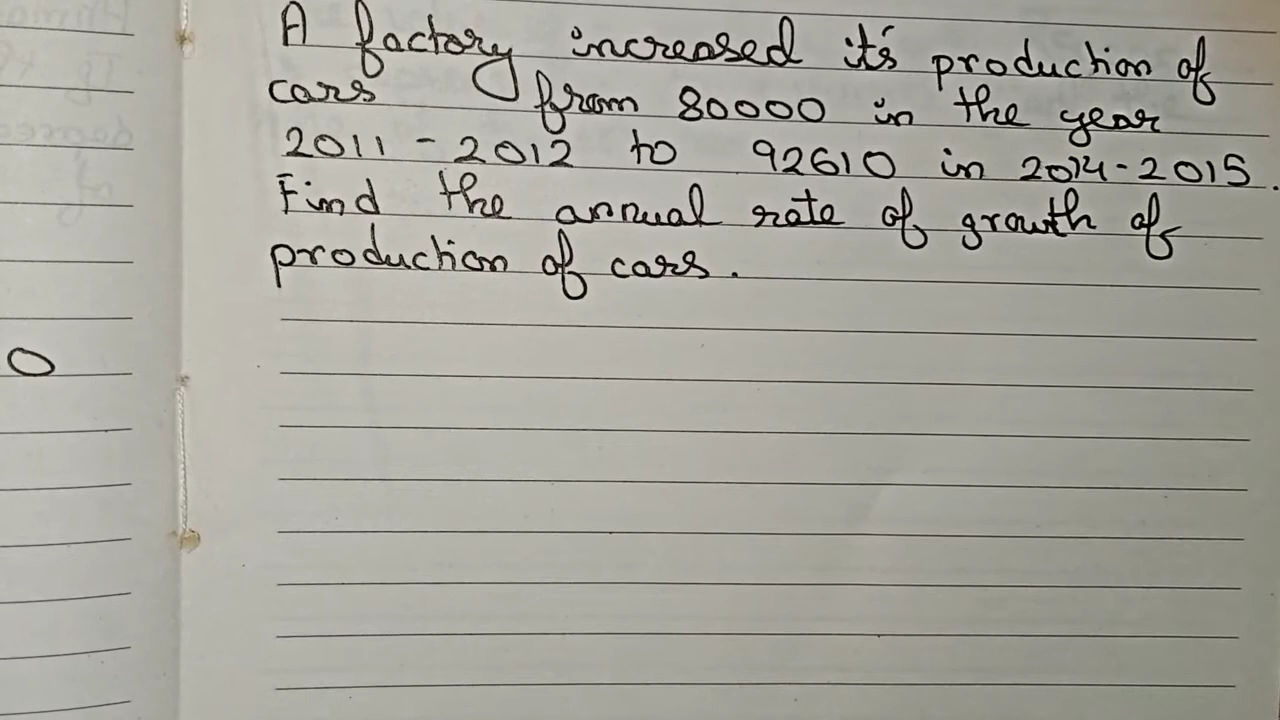 A factory increased it's production of
cars from 80000 in the year
2011 - 2012 to 92610 in 2014-2015.
Find the annual rate of growth of
production of cars.